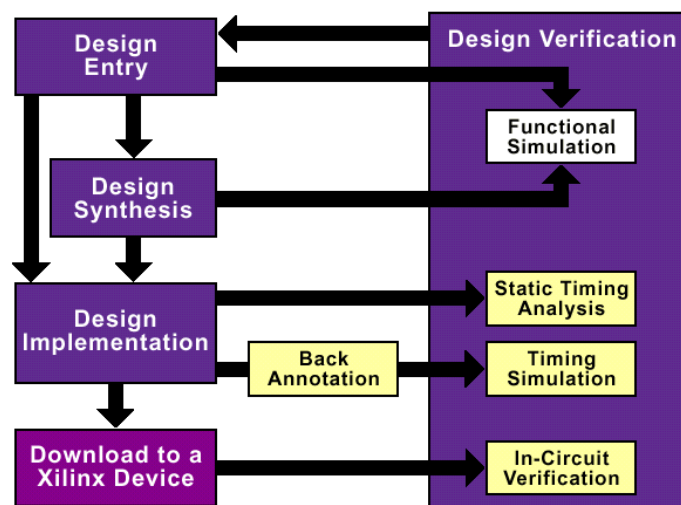 Design
Entry
Design Verification
Functional
Simulation
Design
Synthesis
Design
Implementation
Static Timing
Analysis
Back
Annotation
Timing
Simulation
Download to a
Xilinx Device
In-Circuit
Verification